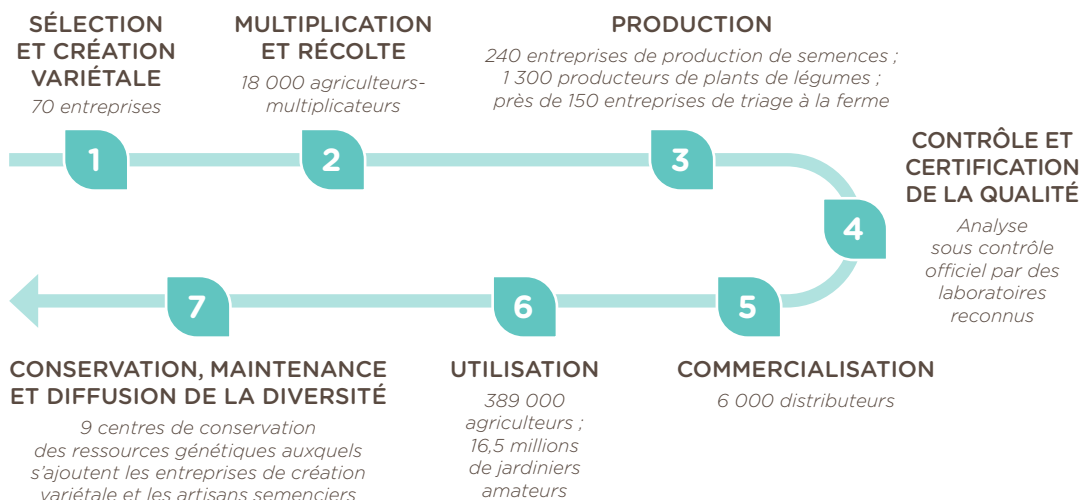 SÉLECTION
ET CRÉATION
VARIÉTALE
70 entreprises
1
MULTIPLICATION
ET RÉCOLTE
18 000 agriculteurs-
multiplicateurs
2
PRODUCTION
240 entreprises de production de semences ;
1 300 producteurs de plants de légumes ;
près de 150 entreprises de triage à la ferme
3
CONTRÔLE ET
CERTIFICATION
DE LA QUALITÉ
Analyse
sous contrôle
officiel par des
laboratoires
reconnus
4
5
COMMERCIALISATION
6 000 distributeurs
6
UTILISATION
389 000
agriculteurs ;
16,5 millions
de jardiniers
amateurs
7
CONSERVATION, MAINTENANCE
ET DIFFUSION DE LA DIVERSITÉ
9 centres de conservation
des ressources génétiques auxquels
s'ajoutent les entreprises de création
variétale et les artisans semenciers